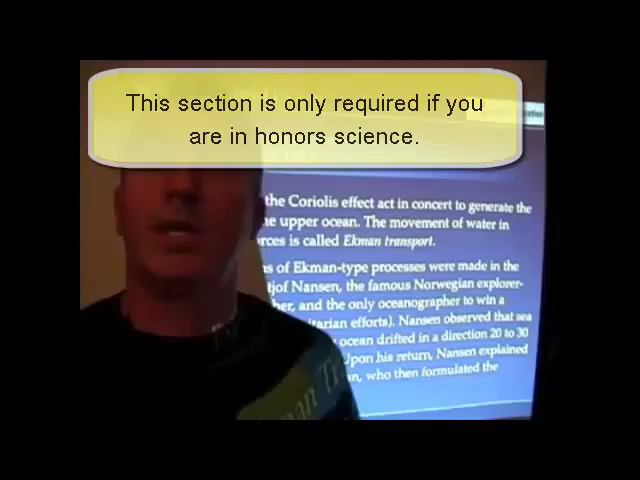 This section is only required if you
are in honors science.
the Coriolis effect act in concert to generate the
upper ocean. The movement of water in
is called Ekman transport.
of Ekman-type processes were made in the
Nansen, the famous Norwegian explorer-
and the only oceanographer to win a
efforts). Nansen observed that sea
ocean drifted in a direction 20 to 30
Upon his return, Nansen explained
who then formulated the